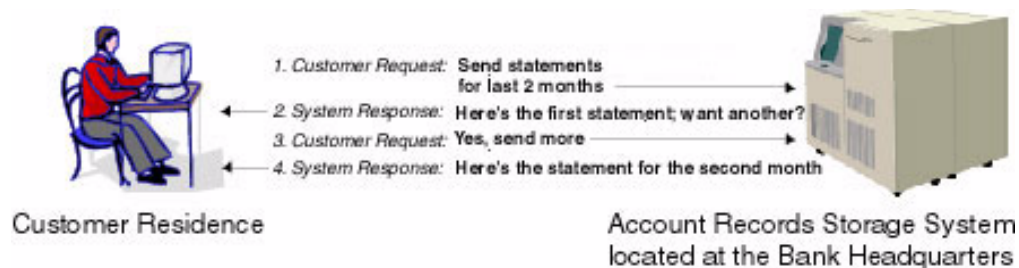 1. Customer Request: Send statements
for last 2 months
2. System Response: Here's the first statement; want another?
3. Customer Request: Yes, send more
4. System Response: Here's the statement for the second month
Customer Residence
Account Records Storage System
located at the Bank Headquarters